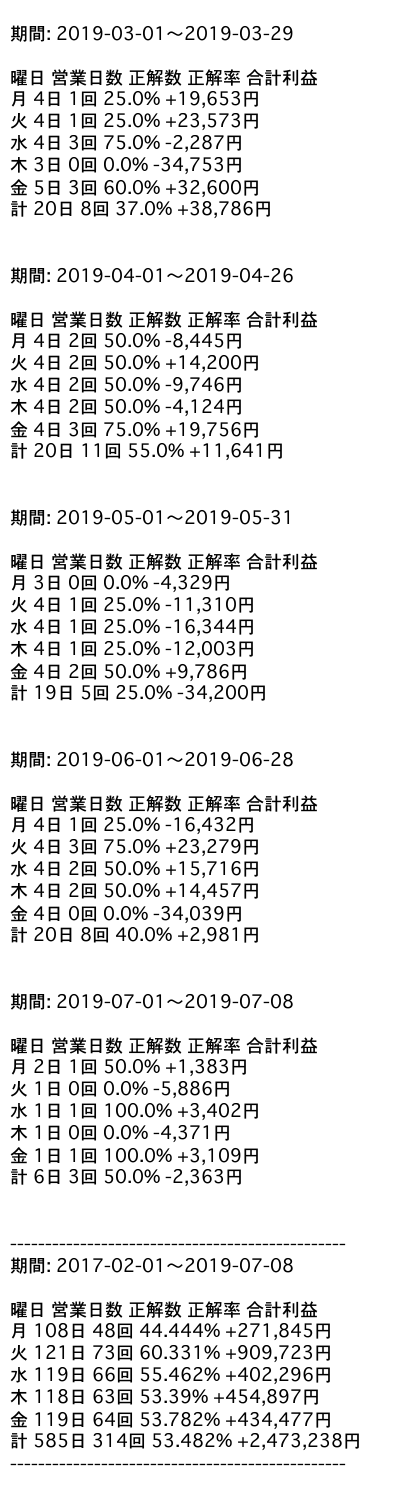 期間: 2019-03-01～2019-03-29
曜日 営業日数 正解数 正解率 合計利益
月 4日 1回 25.0% +19,653円
火 4日 1回 25.0% +23,573円
水 4日 3回 75.0% -2,287円
木 3日 0回 0.0% -34,753円
金 5日 3回 60.0% +32,600円
計 20日 8回 37.0% +38,786円
期間: 2019-04-01～2019-04-26
曜日 営業日数 正解数 正解率 合計利益
月 4日 2回 50.0% -8,445円
火 4日 2回 50.0% +14,200円
水 4日 2回 50.0% -9,746円
木 4日 2回 50.0% -4,124円
金 4日 3回 75.0% +19,756円
計 20日 11回 55.0% +11,641円
期間: 2019-05-01～2019-05-31
曜日 営業日数 正解数 正解率 合計利益
月 3日 0回 0.0% -4,329円
火 4日 1回 25.0% -11,310円
水 4日 1回 25.0% -16,344円
木 4日 1回 25.0% -12,003円
金 4日 2回 50.0% +9,786円
計 19日 5回 25.0% -34,200円
期間: 2019-06-01～2019-06-28
曜日 営業日数 正解数 正解率 合計利益
月 4日 1回 25.0% -16,432円
火 4日 3回 75.0% +23,279円
水 4日 2回 50.0% +15,716円
木 4日 2回 50.0% +14,457円
金 4日 0回 0.0% -34,039円
計 20日 8回 40.0% +2,981円
期間: 2019-07-01～2019-07-08
曜日 営業日数 正解数 正解率 合計利益
月 2日 1回 50.0% +1,383円
火 1日 0回 0.0% -5,886円
水 1日 1回 100.0% +3,402円
木 1日 0回 0.0% -4,371円
金 1日 1回 100.0% +3,109円
計 6日 3回 50.0% -2,363円
------------------------------------------------
期間: 2017-02-01～2019-07-08
曜日 営業日数 正解数 正解率 合計利益
月 108日 48回 44.444% +271,845円
火 121日 73回 60.331% +909,723円
水 119日 66回 55.462% +402,296円
木 118日 63回 53.39% +454,897円
金 119日 64回 53.782% +434,477円
計 585日 314回 53.482% +2,473,238円
------------------------------------------------